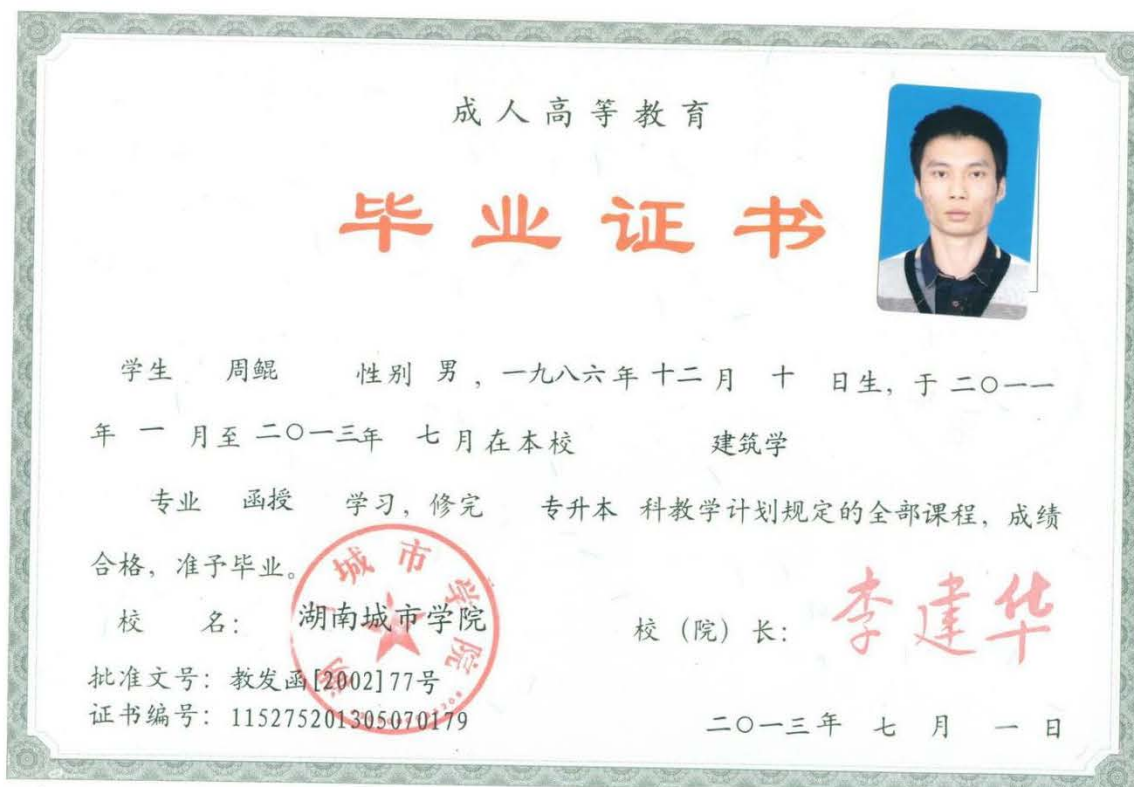 成人高等教育
毕业证书
学生 周鲲 性别 男，一九八六年 十二月 十 日生，于 二〇一一
年 一 月至 二〇一三年 七月在本校 建筑学
专业 函授 学习，修完 专升本 科教学计划规定的全部课程，成绩
合格，准予毕业。
城市学院
校 名： 湖南城市学院
校（院）长： 李建华
批准文号：教发函[2002]77号
证书编号：115275201305070179
二〇一三年 七 月 一 日